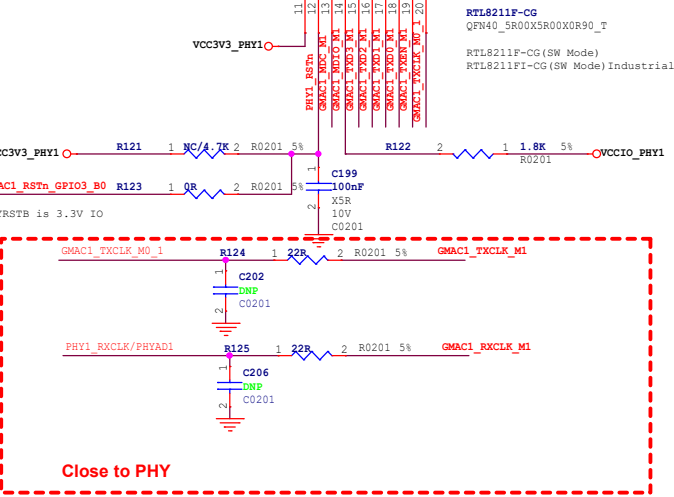 11
12
13
14
15
16
17
18
19
20
RTL8211F-CG
QFN40_5R00X5R00X0R90_T
RTL8211F-CG(SW Mode)
RTL8211FI-CG(SW Mode)Industrial
VCC3V3_PHY1
PHY1_RSTn
GMAC1_MDC_M1
GMAC1_MDIO_M1
GMAC1_TXD3_M1
GMAC1_TXD2_M1
GMAC1_TXD1_M1
GMAC1_TXD0_M1
GMAC1_TXEN_M1
GMAC1_TXCLK_M0_1
CC3V3_PHY1 R121 1 NC/4.7K 2 R0201 5%
R122 2 1 1.8K 5% VCCIO_PHY1
R0201
AC1_RSTn_GPIO3_B0 R123 1 0R 2 R0201 5%
1 C199
100nF
2 X5R
10V
C0201
YRSTB is 3.3V IO
GMAC1_TXCLK_M0_1 R124 1 22R 2 R0201 5% GMAC1_TXCLK_M1
1 C202
DNP
2 C0201
PHY1_RXCLK/PHYAD1 R125 1 22R 2 R0201 5% GMAC1_RXCLK_M1
1 C206
DNP
2 C0201
Close to PHY